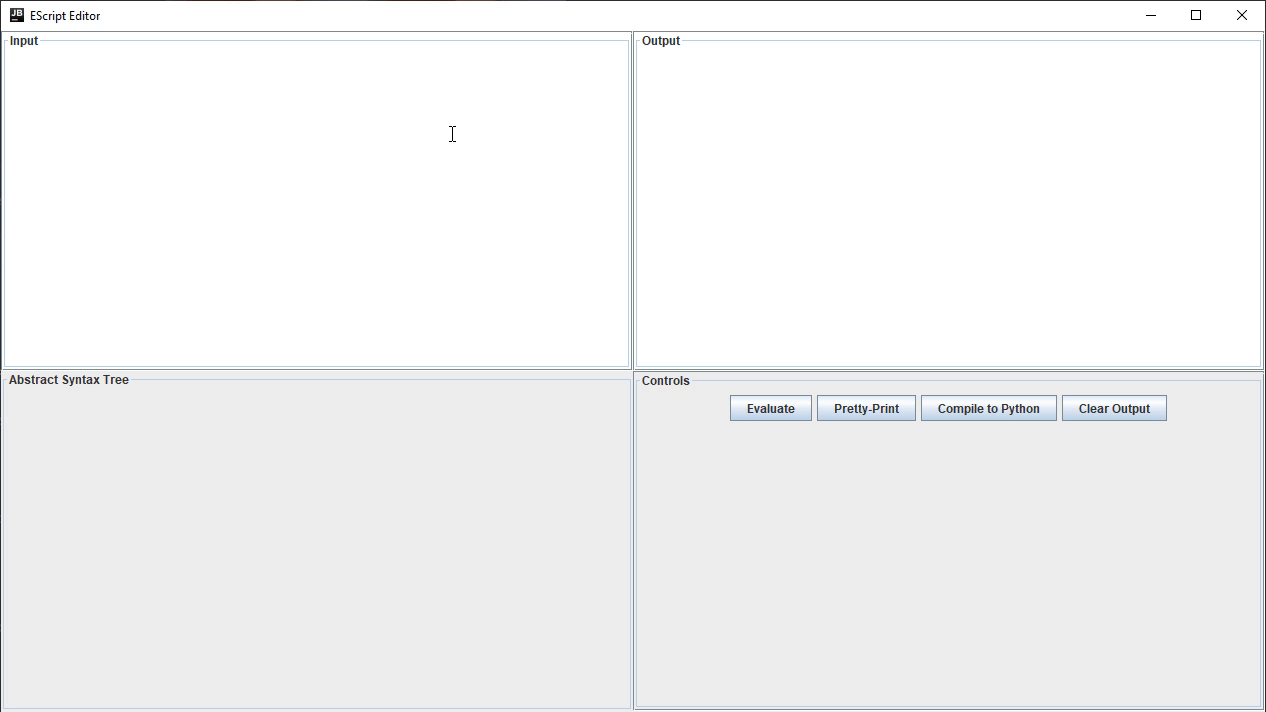 JB EScript Editor
Input
Output
Abstract Syntax Tree
Controls
Evaluate Pretty-Print Compile to Python Clear Output